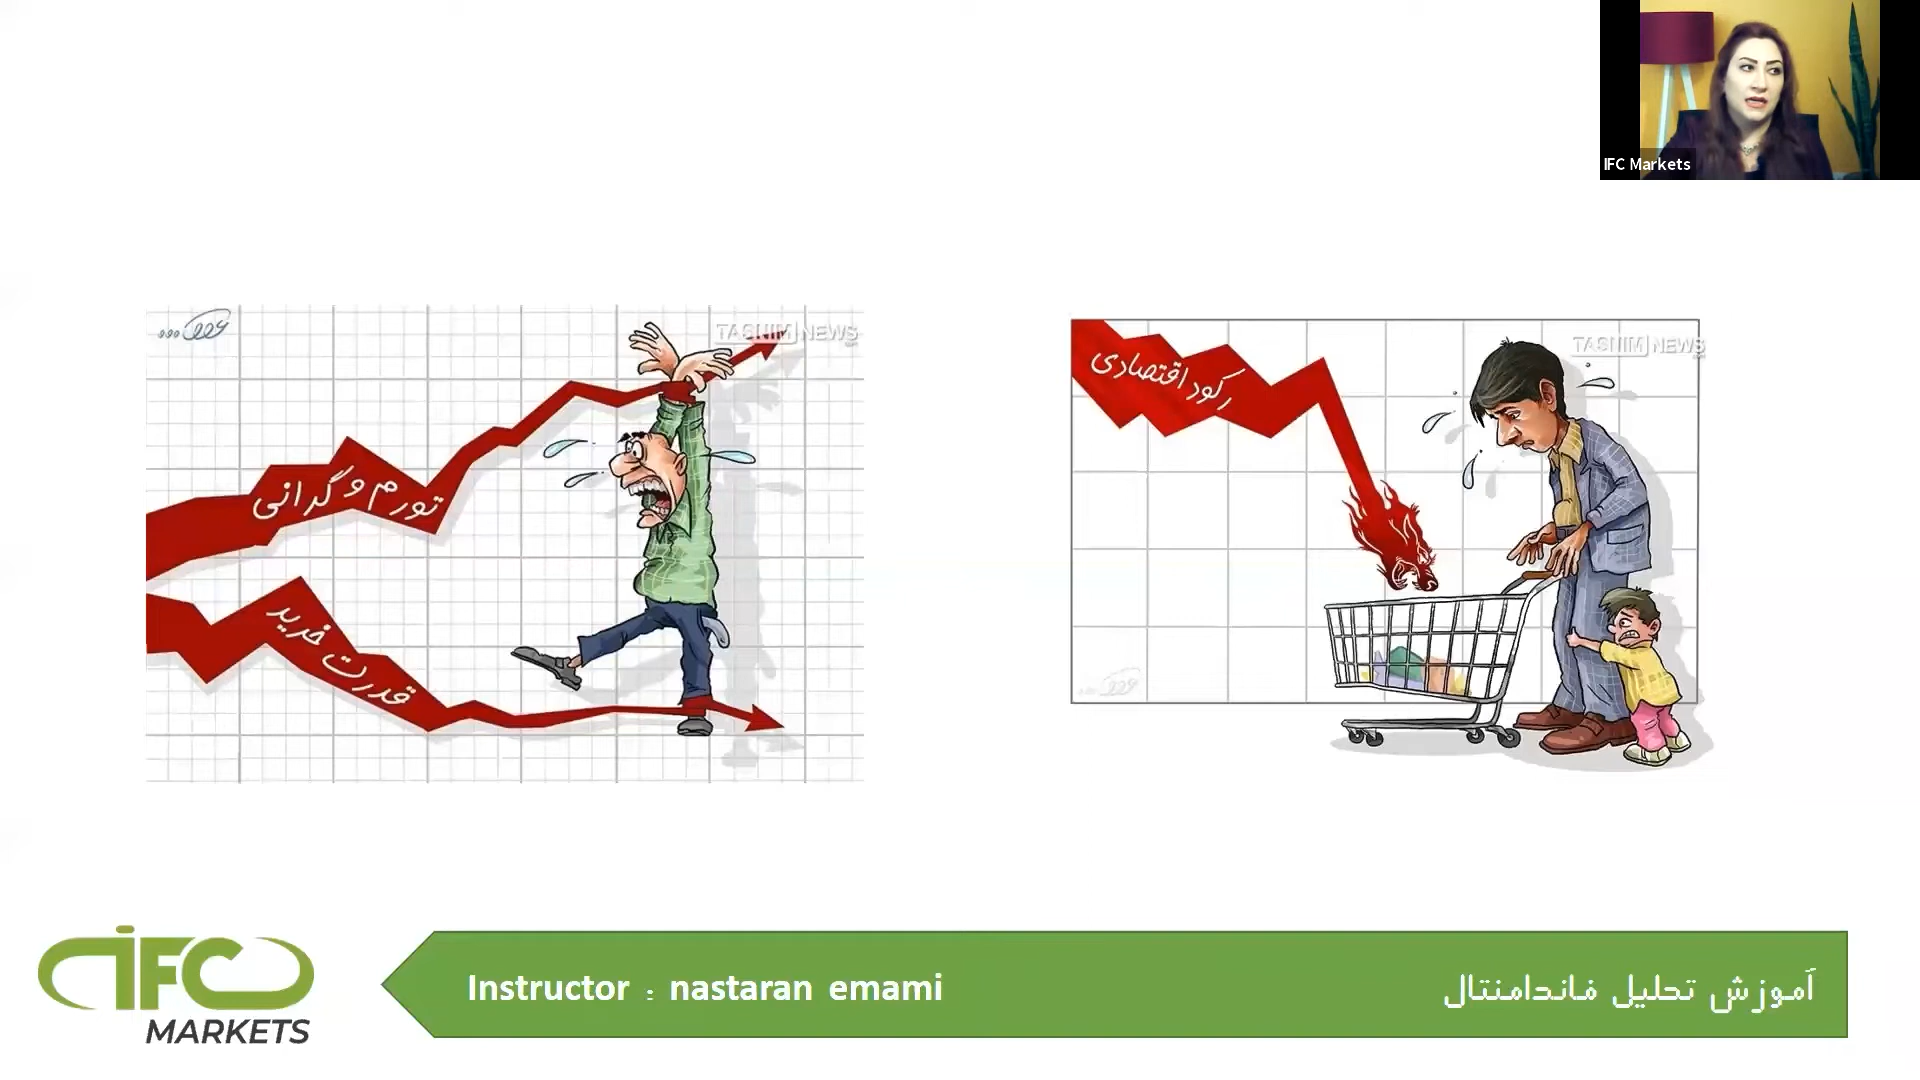 IFC Markets
TASNIM NEWS
تورم و گرانی
قدرت خرید
TASNIM NEWS
رکود اقتصادی
iFC
MARKETS
Instructor : nastaran emami
آموزش تحلیل فاندامنتال